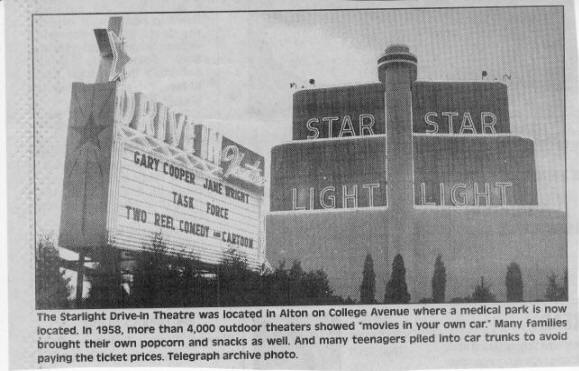 DRIVE IN
Theatre
GARY COOPER JANE WRIGHT
TASK FORCE
TWO REEL COMEDY AND CARTOON
STAR STAR
LIGHT LIGHT
The Starlight Drive-In Theatre was located in Alton on College Avenue where a medical park is now
located. In 1958, more than 4,000 outdoor theaters showed "movies in your own car." Many families
brought their own popcorn and snacks as well. And many teenagers piled into car trunks to avoid
paying the ticket prices. Telegraph archive photo.